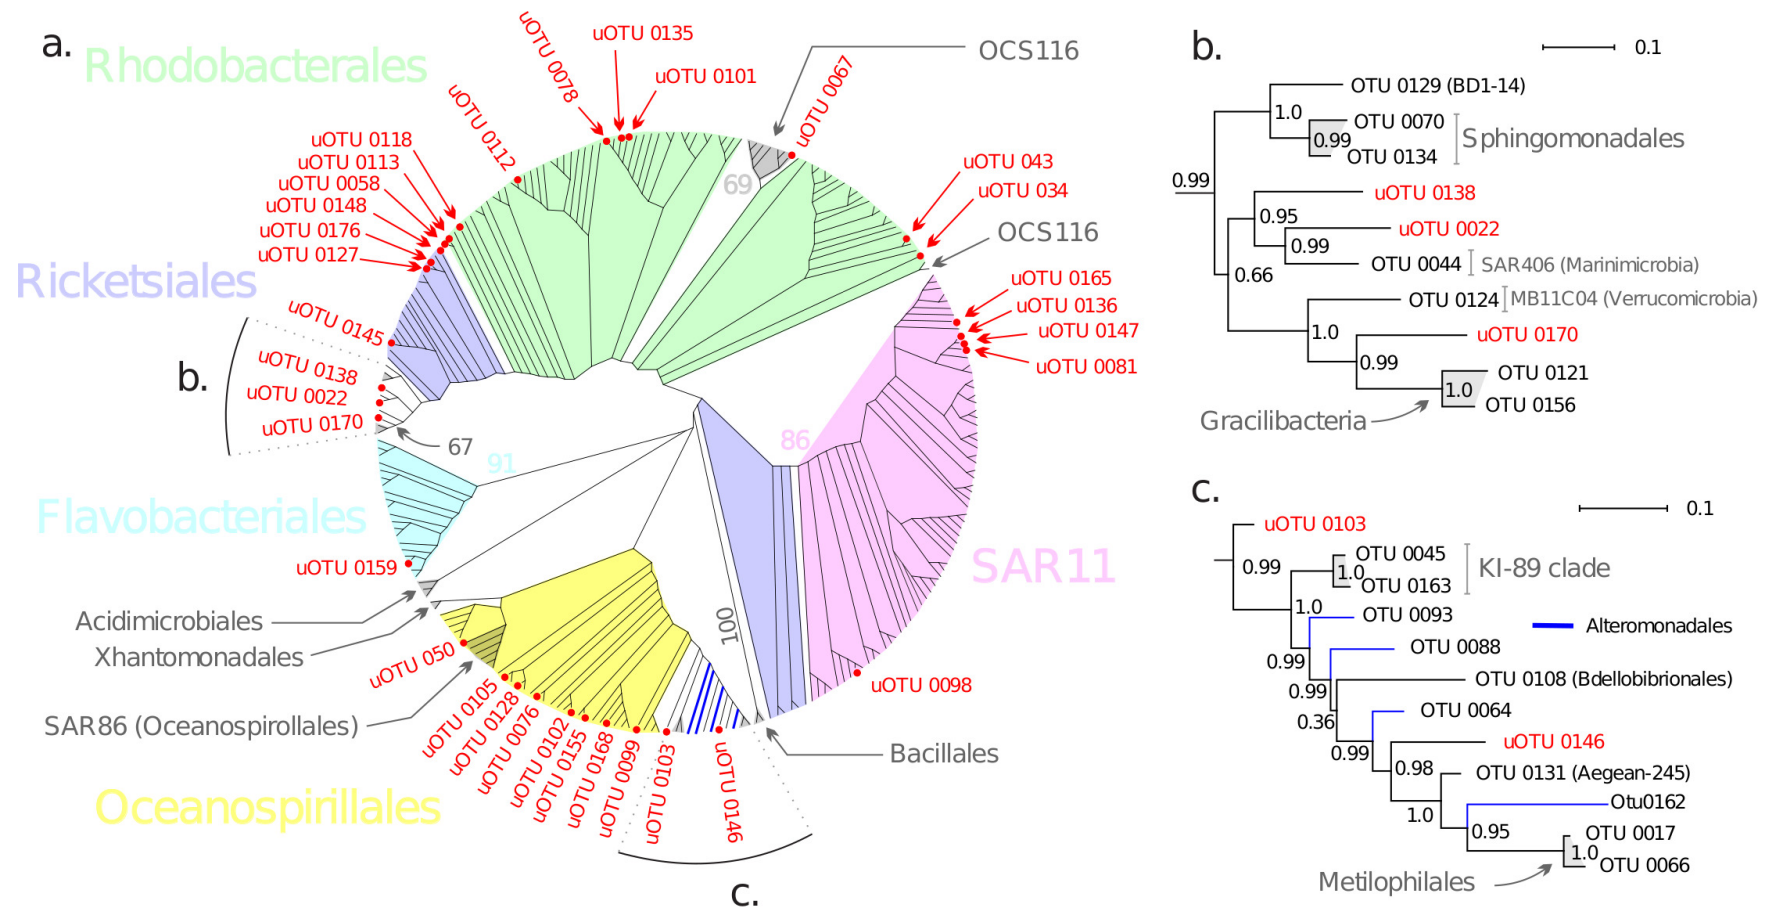 a.
Rhodobacterales
uOTU 0078
uOTU 0135
uOTU 0101
OCS116
uOTU 0067
uOTU 0112
uOTU 0118
uOTU 0113
uOTU 0058
uOTU 0148
uOTU 0176
uOTU 0127
69
uOTU 043
uOTU 034
OCS116
Ricketsiales
uOTU 0145
uOTU 0165
uOTU 0136
uOTU 0147
uOTU 0081
b.
uOTU 0138
uOTU 0022
uOTU 0170
67
91
86
Flavobacteriales
uOTU 0159
SAR11
Acidimicrobiales
Xhantomonadales
100
uOTU 050
uOTU 0098
SAR86 (Oceanospirollales)
uOTU 0105
uOTU 0128
uOTU 0076
uOTU 0102
uOTU 0155
uOTU 0168
uOTU 0099
uOTU 0103
uOTU 0146
Bacillales
Oceanospirillales
c.
b.
0.1
OTU 0129 (BD1-14)
1.0
OTU 0070
0.99
Sphingomonadales
OTU 0134
0.99
uOTU 0138
0.95
uOTU 0022
0.99
OTU 0044
SAR406 (Marinimicrobia)
0.66
OTU 0124
MB11C04 (Verrucomicrobia)
1.0
uOTU 0170
0.99
OTU 0121
1.0
OTU 0156
Gracilibacteria
c.
0.1
uOTU 0103
OTU 0045
0.99
1.0
KI-89 clade
OTU 0163
1.0
OTU 0093
Alteromonadales
OTU 0088
0.99
OTU 0108 (Bdellobibrionales)
0.99
OTU 0064
0.36
uOTU 0146
0.99
0.98
OTU 0131 (Aegean-245)
Otu0162
1.0
0.95
OTU 0017
1.0
OTU 0066
Metilophilales